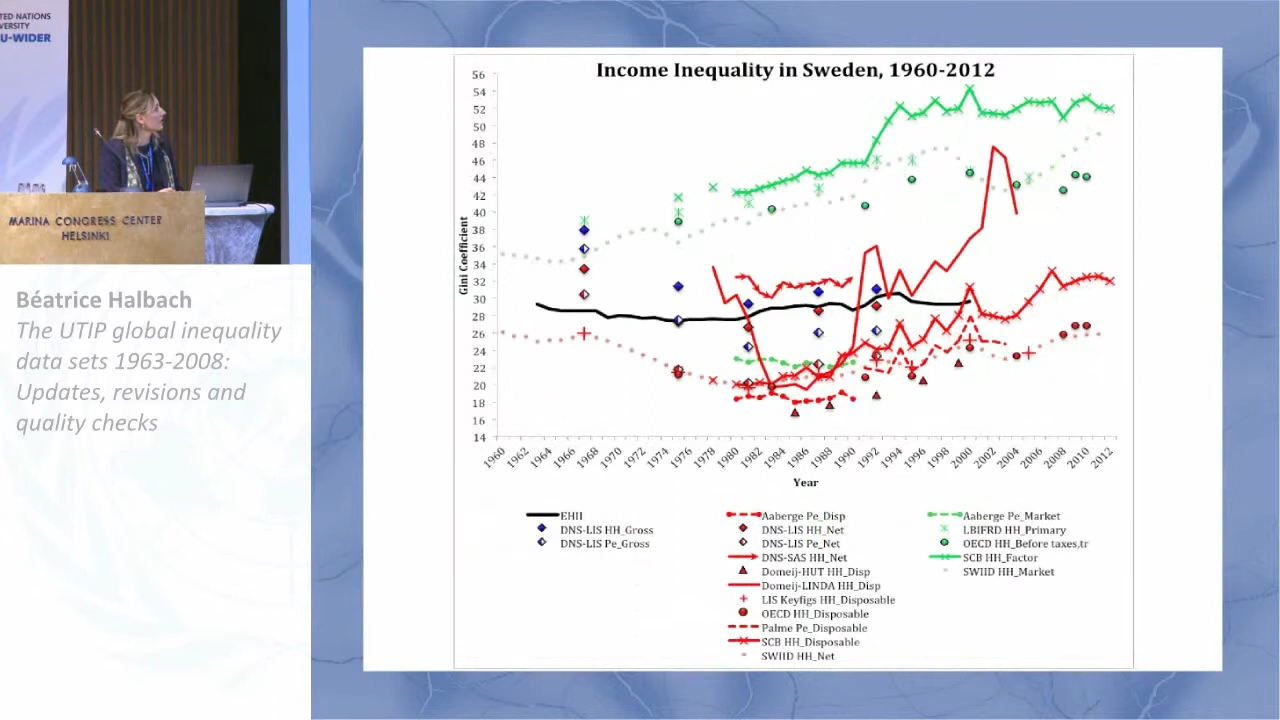 TED NATIONS
VERSITY
U-WIDER
MARINA CONGRESS CENTER
HELSINKI
Béatrice Halbach
The UTIP global inequality
data sets 1963-2008:
Updates, revisions and
quality checks
Income Inequality in Sweden, 1960-2012
Gini Coefficient
56
54
52
50
48
46
44
42
40
38
36
34
32
30
28
26
24
22
20
18
16
14
1960
1962
1964
1966
1968
1970
1972
1974
1976
1978
1980
1982
1984
1986
1988
1990
1992
1994
1996
1998
2000
2002
2004
2006
2008
2010
2012
Year
EHII
DNS-LIS HH_Gross
DNS-LIS Pe_Gross
Aaberge Pe_Disp
DNS-LIS HH_Net
DNS-LIS Pe_Net
DNS-SAS HH_Net
Domeij-HUT HH_Disp
Domeij-LINDA HH_Disp
LIS Keyfigs HH_Disposable
OECD HH_Disposable
Palme Pe_Disposable
SCB HH_Disposable
SWIID HH_Net
Aaberge Pe_Market
LBIFRD HH_Primary
OECD HH_Before taxes,tr
SCB HH_Factor
SWIID HH_Market